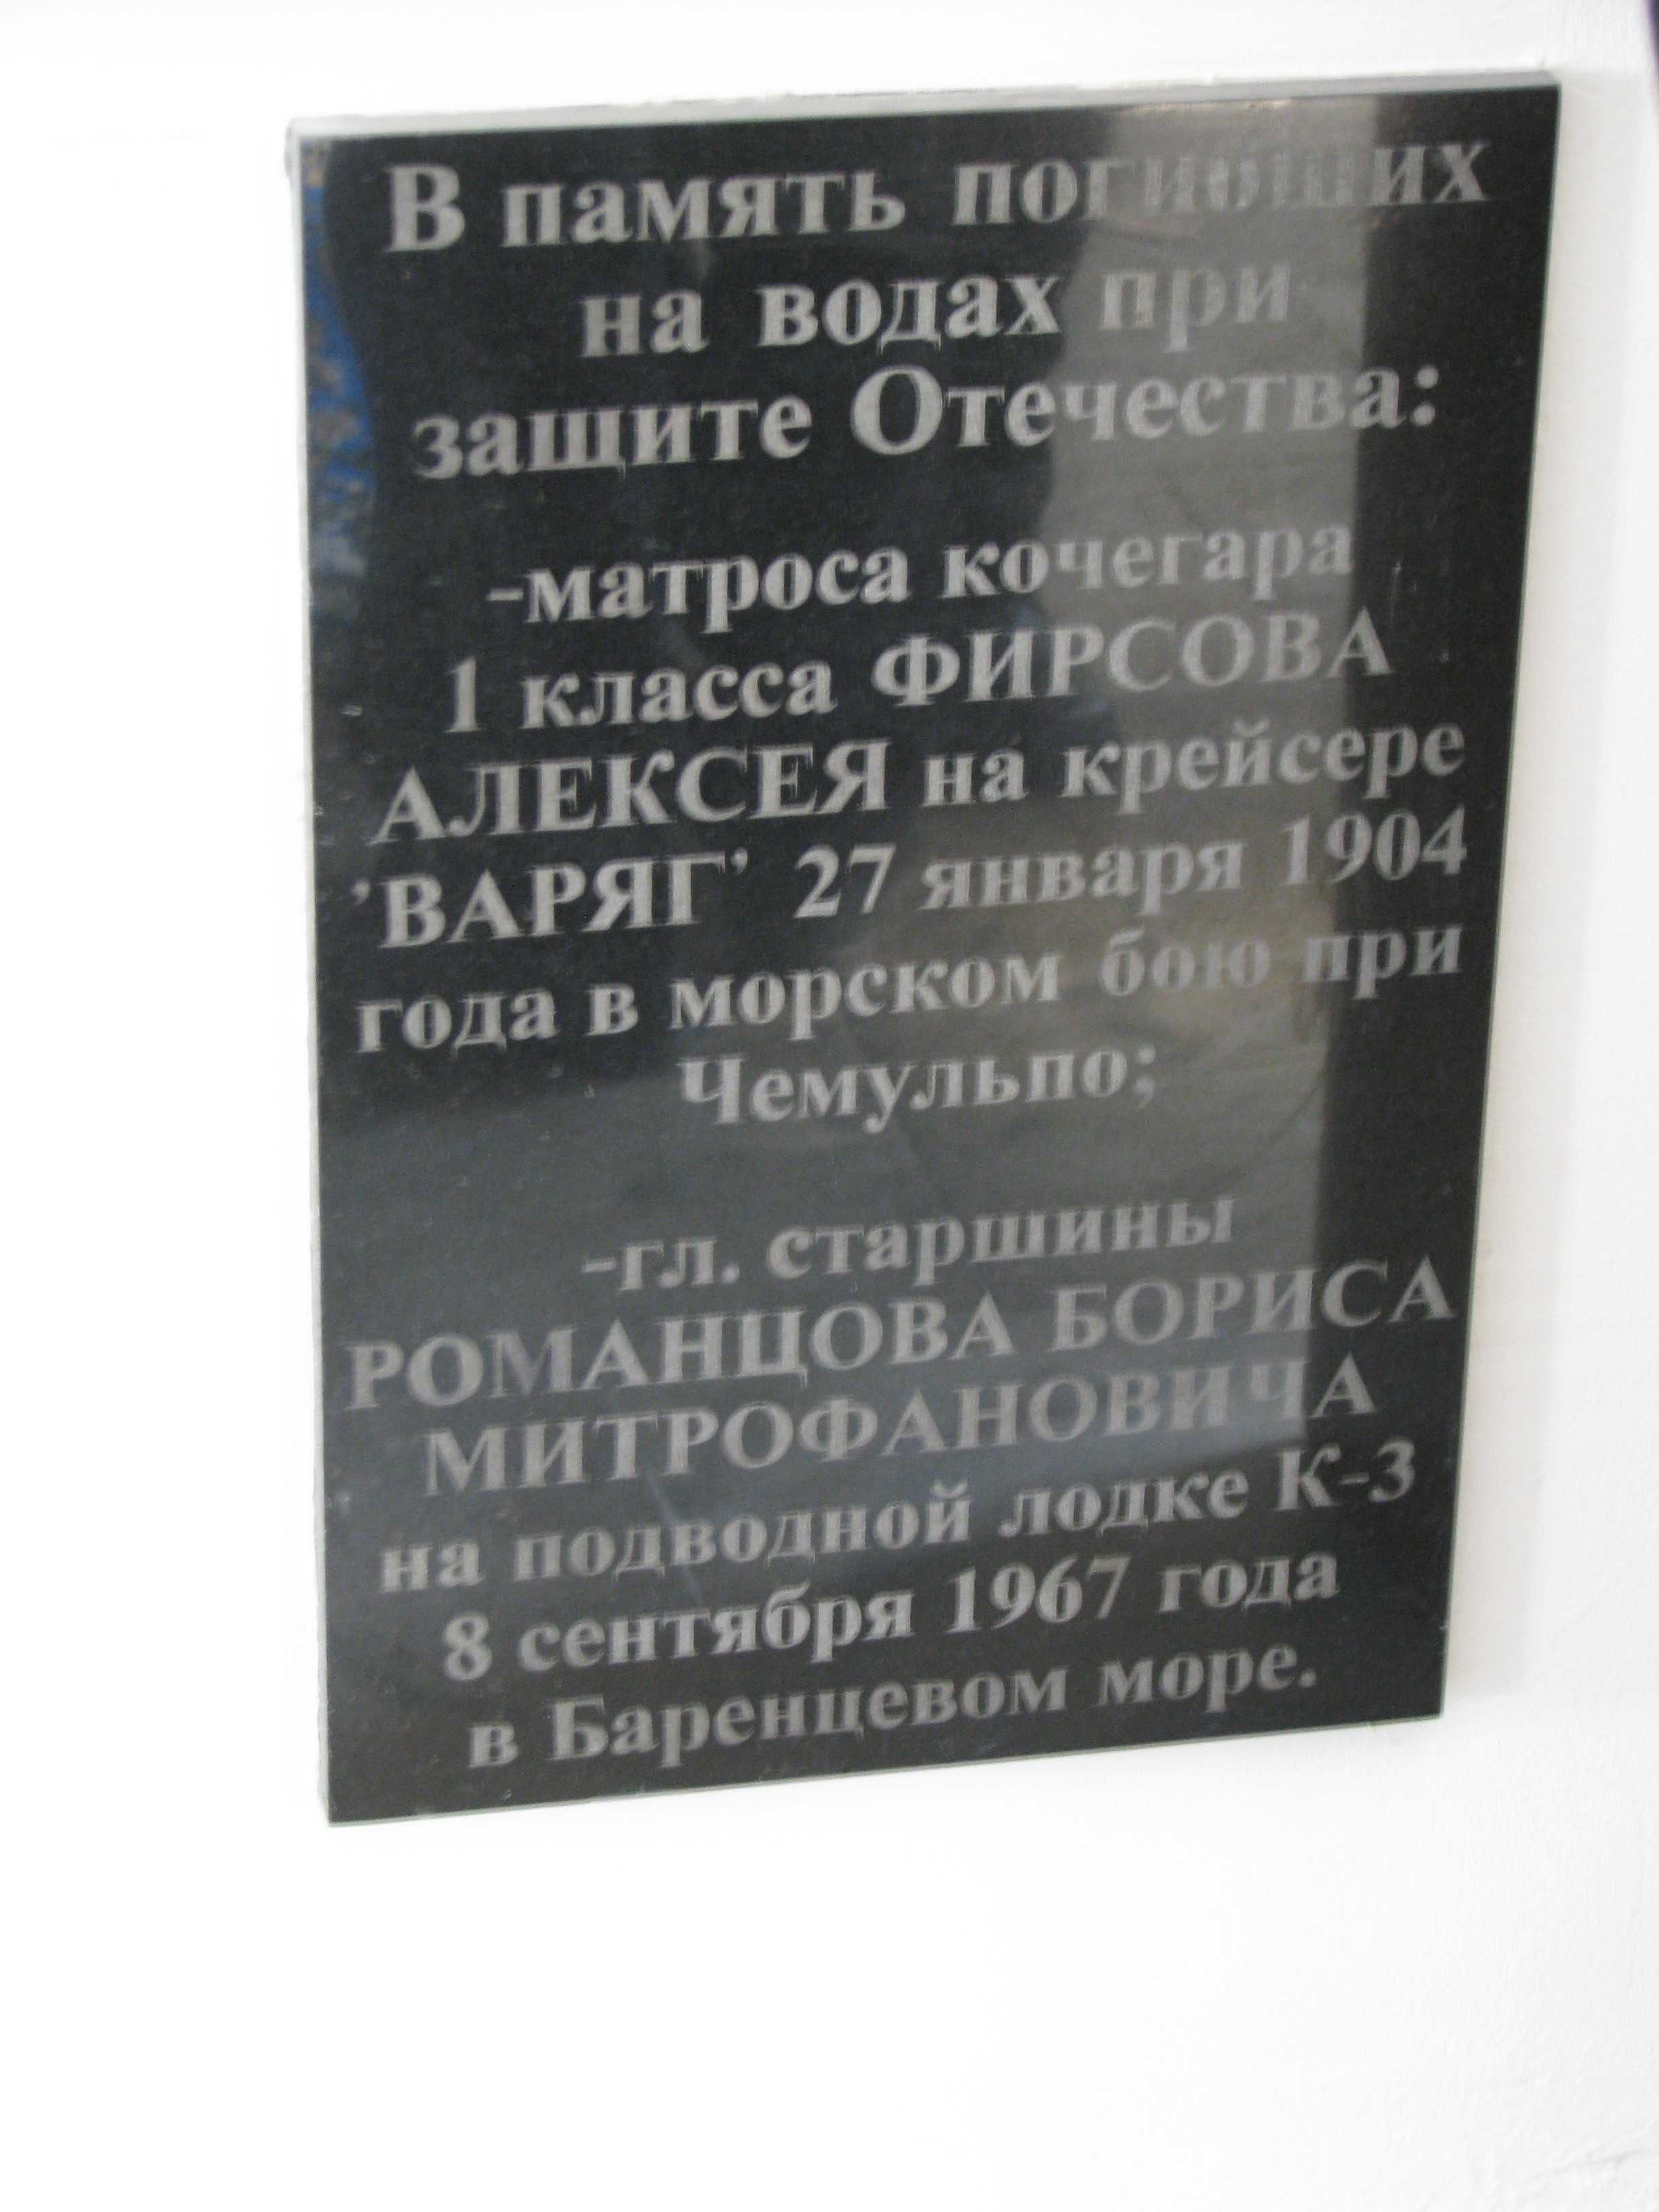 В память погибших
на водах при
защите Отечества:
-матроса кочегара
1 класса ФИРСОВА
АЛЕКСЕЯ на крейсере
'ВАРЯГ' 27 января 1904
года в морском бою при
Чемульпо;
-гл. старшины
РОМАНЦОВА БОРИСА
МИТРОФАНОВИЧА
на подводной лодке К-3
8 сентября 1967 года
в Баренцевом море.